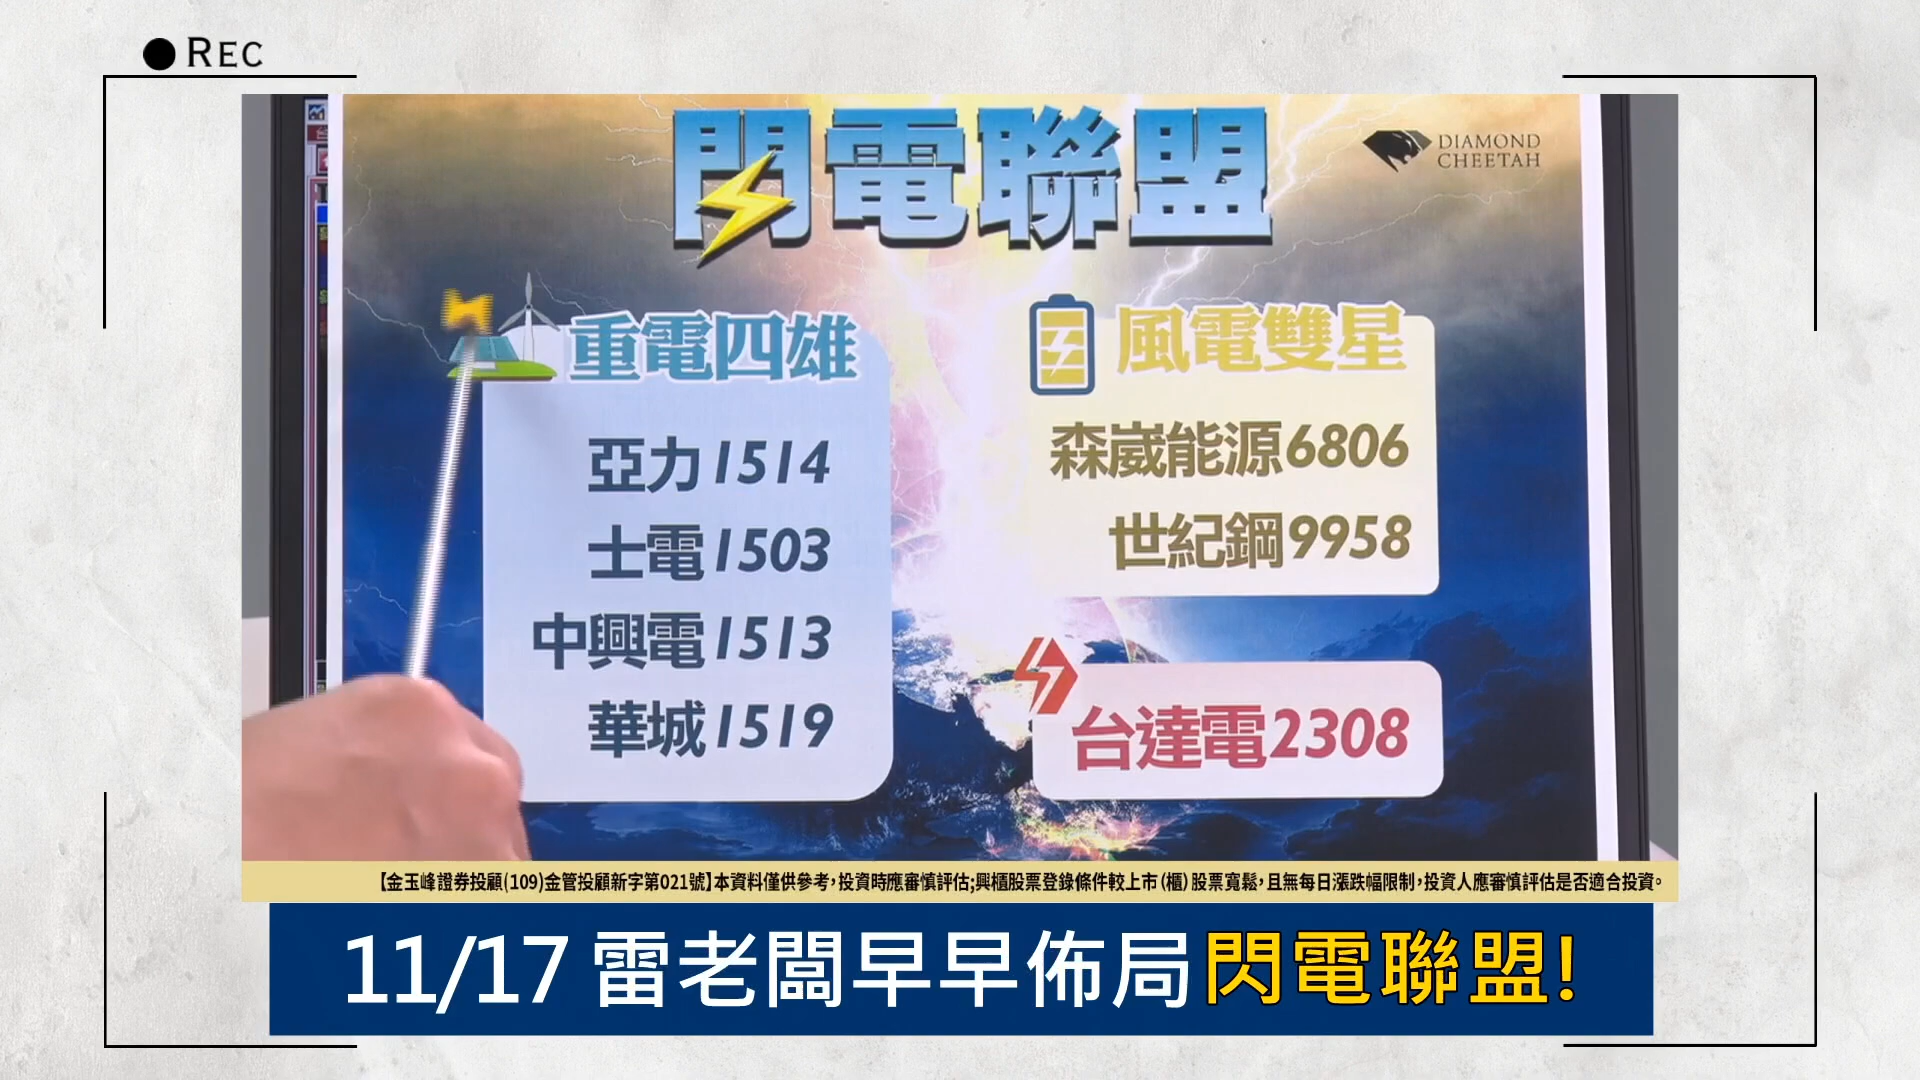 ● REC
閃電聯盟
DIAMOND
CHEETAH
重電四雄
亞力1514
士電1503
中興電1513
華城1519
風電雙星
森崴能源6806
世紀鋼9958
台達電2308
【金玉峰證券投顧(109)金管投顧新字第021號】本資料僅供參考,投資時應審慎評估;興櫃股票登錄條件較上市(櫃)股票寬鬆,且無每日漲跌幅限制,投資人應審慎評估是否適合投資。
11/17 雷老闆早早佈局閃電聯盟!